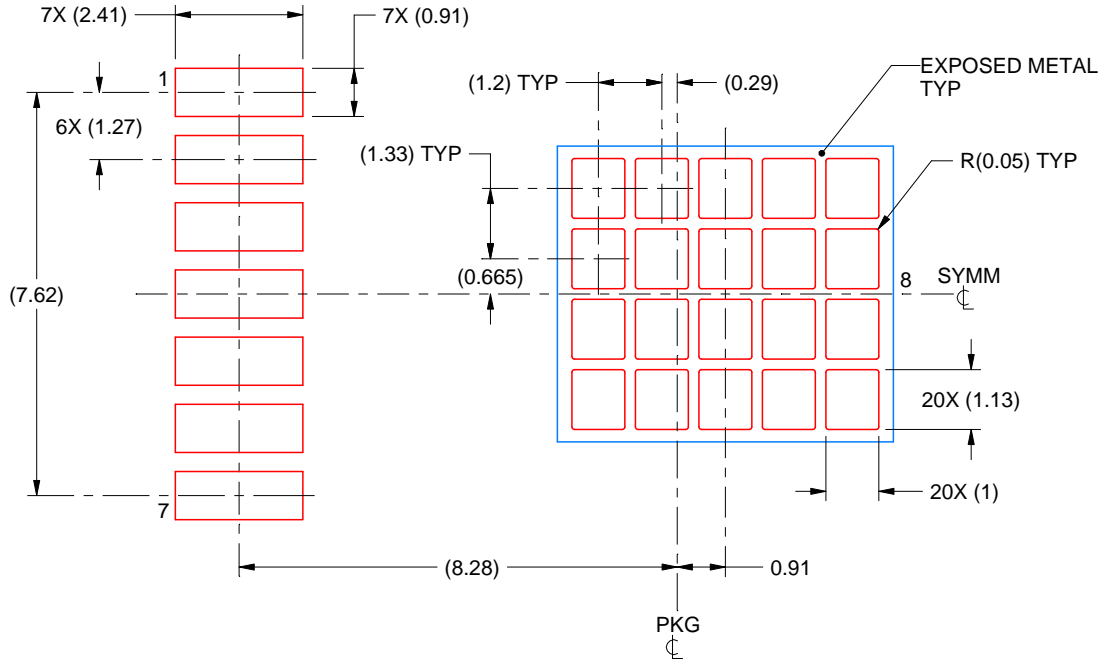 7X (2.41)
7X (0.91)
1
6X (1.27)
(7.62)
7
(1.2) TYP
(0.29)
EXPOSED METAL
TYP
(1.33) TYP
R(0.05) TYP
(0.665)
8
SYMM
℄
20X (1.13)
20X (1)
(8.28)
0.91
PKG
℄